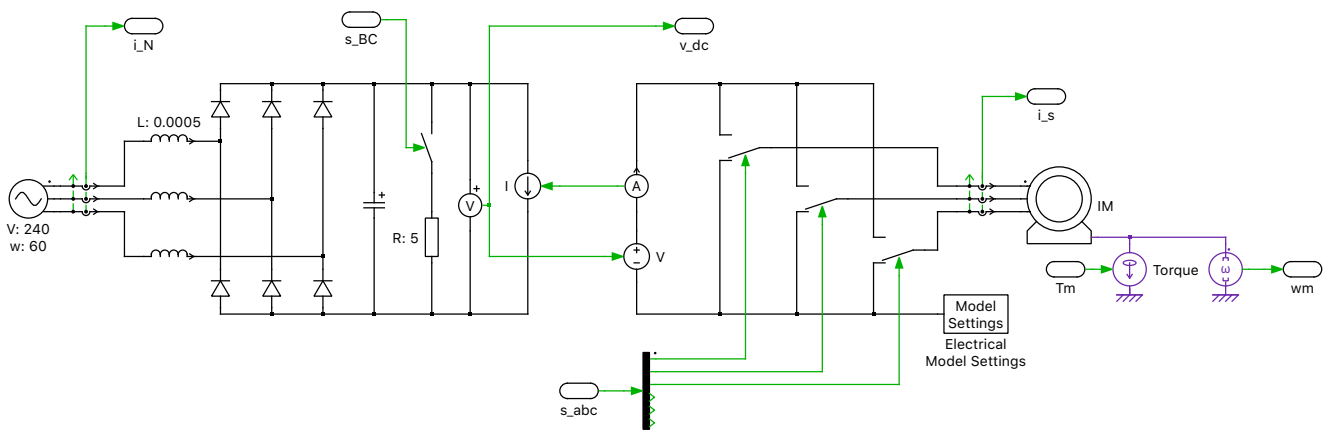 i_N
s_BC
v_dc
i_s
L: 0.0005
V: 240
w: 60
+
R: 5
+
V
I
A
+
−
V
IM
Tm
Torque
ω
wm
Model
Settings
Electrical
Model Settings
s_abc